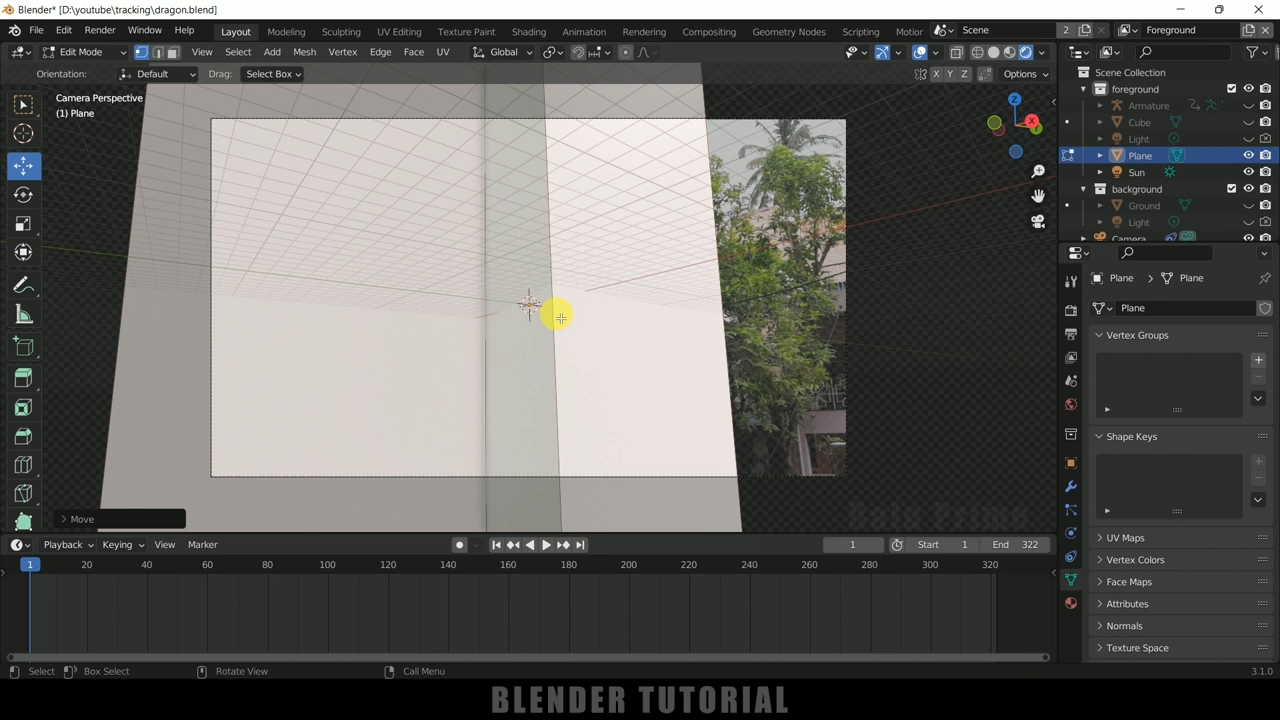 Blender* [D:\youtube\tracking\dragon.blend]
File Edit Render Window Help Layout Modeling Sculpting UV Editing Texture Paint Shading Animation Rendering Compositing Geometry Nodes Scripting Motior Scene 2 Foreground
Edit Mode View Select Add Mesh Vertex Edge Face UV Global
Orientation: Default Drag: Select Box X Y Z Options
Camera Perspective
(1) Plane
Z
X
Move
Scene Collection
foreground
Armature
Cube
Light
Plane
Sun
background
Ground
Light
Camera
Plane Plane
Plane
Vertex Groups
Shape Keys
UV Maps
Vertex Colors
Face Maps
Attributes
Normals
Texture Space
Playback Keying View Marker 1 Start 1 End 322
1 20 40 60 80 100 120 140 160 180 200 220 240 260 280 300 320
Select Box Select Rotate View Call Menu 3.1.0
BLENDER TUTORIAL